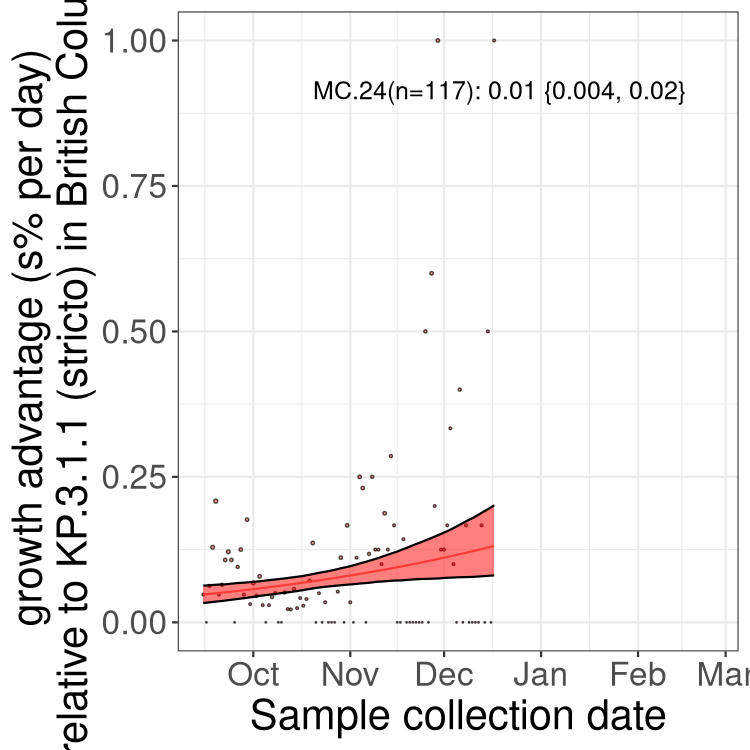 growth advantage (s% per day)
relative to KP.3.1.1 (stricto) in British Colu
1.00
0.75
0.50
0.25
0.00
MC.24(n=117): 0.01 {0.004, 0.02}
Oct Nov Dec Jan Feb Mar
Sample collection date